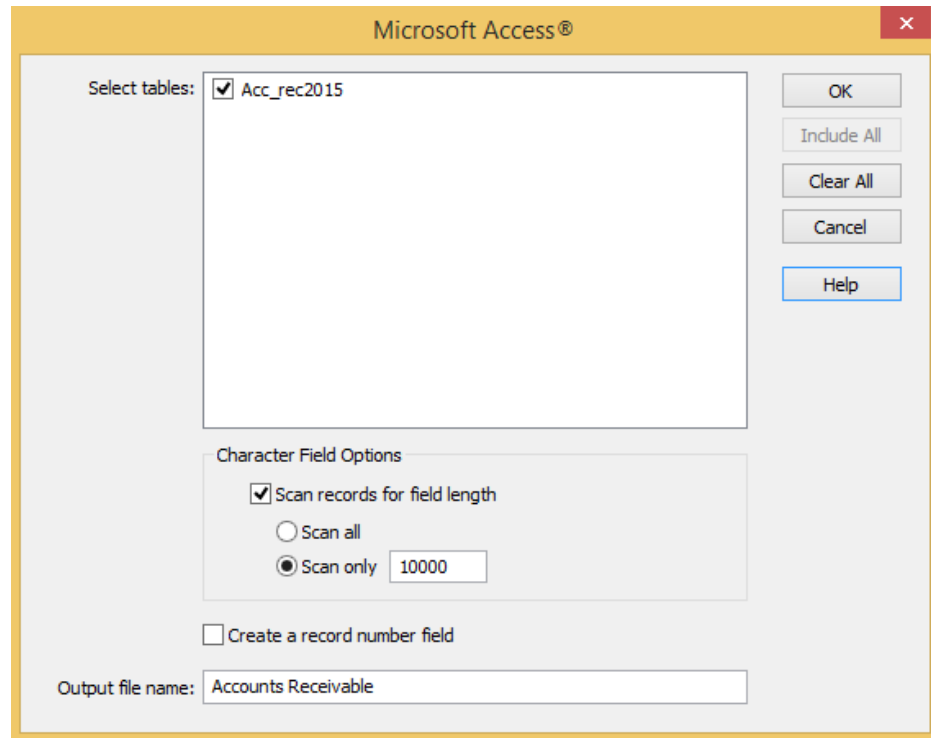 Microsoft Access®
Select tables:
Acc_rec2015
OK
Include All
Clear All
Cancel
Help
Character Field Options
Scan records for field length
Scan all
Scan only 10000
Create a record number field
Output file name: Accounts Receivable